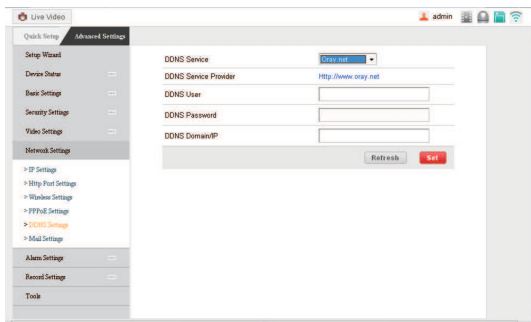 Live Video
admin
Quick Setup
Advanced Settings
Setup Wizard
Device Status
Basic Settings
Security Settings
Video Settings
Network Settings
> IP Settings
> Http Port Settings
> Wireless Settings
> PPPoE Settings
> DDNS Settings
> Mail Settings
Alarm Settings
Record Settings
Tools
DDNS Service
Oray.net
DDNS Service Provider
Http://www.oray.net
DDNS User
DDNS Password
DDNS Domain/IP
Refresh
Set